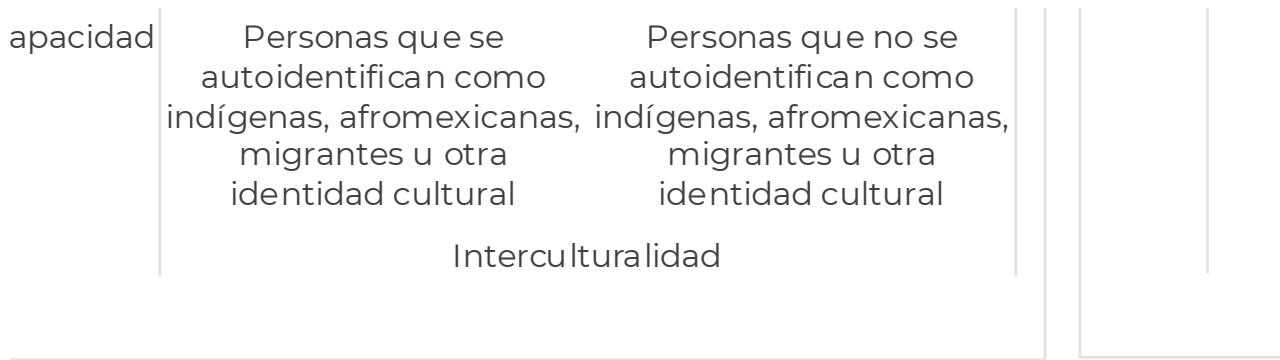 apacidad
Personas que se
autoidentifican como
indígenas, afromexicanas,
migrantes u otra
identidad cultural
Personas que no se
autoidentifican como
indígenas, afromexicanas,
migrantes u otra
identidad cultural
Interculturalidad